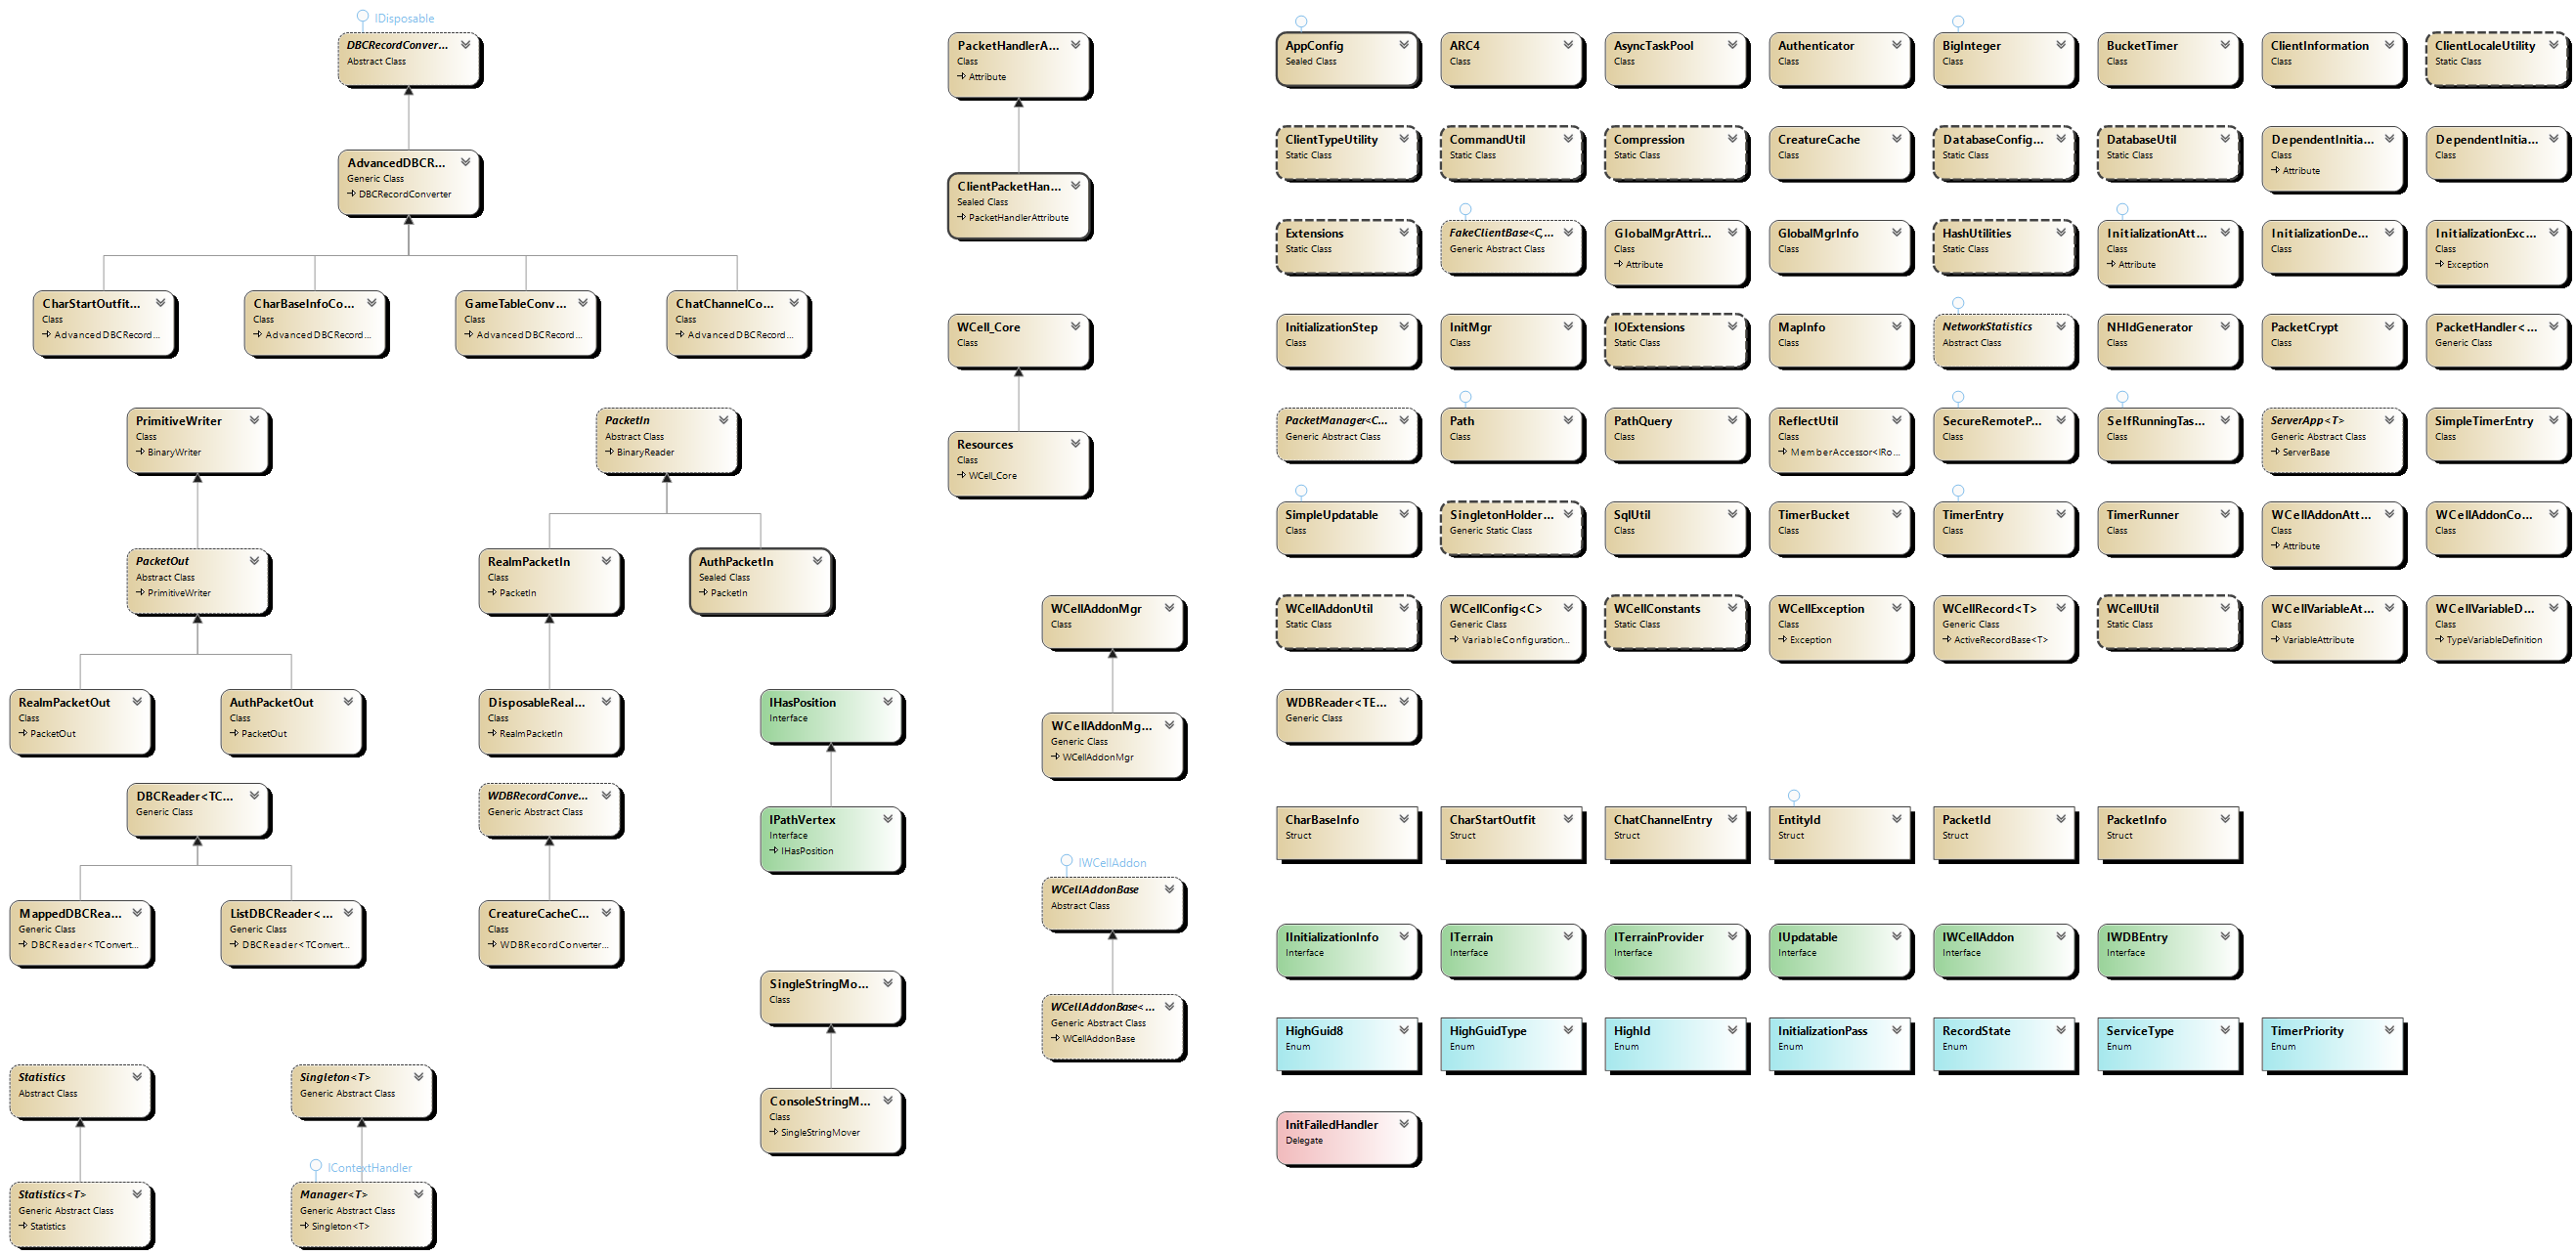 IDisposable
DBCRecordConver...
Abstract Class
AdvancedDBCR...
Generic Class
DBCRecordConverter
CharStartOutfit...
Class
AdvancedDBCRecord...
CharBaseInfoCo...
Class
AdvancedDBCRecord...
GameTableConv...
Class
AdvancedDBCRecord...
ChatChannelCo...
Class
AdvancedDBCRecord...
PrimitiveWriter
Class
BinaryWriter
PacketIn
Abstract Class
BinaryReader
PacketOut
Abstract Class
PrimitiveWriter
RealmPacketIn
Class
PacketIn
AuthPacketIn
Sealed Class
PacketIn
RealmPacketOut
Class
PacketOut
AuthPacketOut
Class
PacketOut
DisposableReal...
Class
RealmPacketIn
DBCReader<TC...
Generic Class
WDBRecordConve...
Generic Abstract Class
MappedDBCRea...
Generic Class
DBCReader<TConvert...
ListDBCReader<...
Generic Class
DBCReader<TConvert...
CreatureCacheC...
Class
WDBRecordConverter...
Statistics
Abstract Class
Singleton<T>
Generic Abstract Class
IContextHandler
Statistics<T>
Generic Abstract Class
Statistics
Manager<T>
Generic Abstract Class
Singleton<T>
IHasPosition
Interface
IPathVertex
Interface
IHasPosition
SingleStringMo...
Class
ConsoleStringM...
Class
SingleStringMover
PacketHandlerA...
Class
Attribute
ClientPacketHan...
Sealed Class
PacketHandlerAttribute
WCell_Core
Class
Resources
Class
WCell_Core
WCellAddonMgr
Class
WCellAddonMg...
Generic Class
WCellAddonMgr
IWCellAddon
WCellAddonBase
Abstract Class
WCellAddonBase<...
Generic Abstract Class
WCellAddonBase
AppConfig
Sealed Class
ARC4
Class
AsyncTaskPool
Class
Authenticator
Class
BigInteger
Class
BucketTimer
Class
ClientInformation
Class
ClientLocaleUtility
Static Class
ClientTypeUtility
Static Class
CommandUtil
Static Class
Compression
Static Class
CreatureCache
Class
DatabaseConfig...
Static Class
DatabaseUtil
Static Class
DependentInitia...
Class
Attribute
DependentInitia...
Class
Extensions
Static Class
FakeClientBase<C,...
Generic Abstract Class
GlobalMgrAttri...
Class
Attribute
GlobalMgrInfo
Class
HashUtilities
Static Class
InitializationAtt...
Class
Attribute
InitializationDe...
Class
InitializationExc...
Class
Exception
InitializationStep
Class
InitMgr
Class
IOExtensions
Static Class
MapInfo
Class
NetworkStatistics
Abstract Class
NHIdGenerator
Class
PacketCrypt
Class
PacketHandler<...
Generic Class
PacketManager<C...
Generic Abstract Class
Path
Class
PathQuery
Class
ReflectUtil
Class
MemberAccessor<IRo...
SecureRemoteP...
Class
SelfRunningTas...
Class
ServerApp<T>
Generic Abstract Class
ServerBase
SimpleTimerEntry
Class
SimpleUpdatable
Class
SingletonHolder...
Generic Static Class
SqlUtil
Class
TimerBucket
Class
TimerEntry
Class
TimerRunner
Class
WCellAddonAtt...
Class
Attribute
WCellAddonCo...
Class
WCellAddonUtil
Static Class
WCellConfig<C>
Generic Class
VariableConfiguration...
WCellConstants
Static Class
WCellException
Class
Exception
WCellRecord<T>
Generic Class
ActiveRecordBase<T>
WCellUtil
Static Class
WCellVariableAt...
Class
VariableAttribute
WCellVariableD...
Class
TypeVariableDefinition
WDBReader<TE...
Generic Class
CharBaseInfo
Struct
CharStartOutfit
Struct
ChatChannelEntry
Struct
EntityId
Struct
PacketId
Struct
PacketInfo
Struct
IInitializationInfo
Interface
ITerrain
Interface
ITerrainProvider
Interface
IUpdatable
Interface
IWCellAddon
Interface
IWDBEntry
Interface
HighGuid8
Enum
HighGuidType
Enum
HighId
Enum
InitializationPass
Enum
RecordState
Enum
ServiceType
Enum
TimerPriority
Enum
InitFailedHandler
Delegate